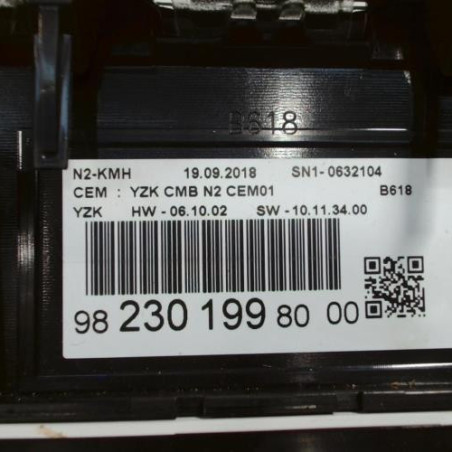 B618
N2-KMH 19.09.2018 SN1- 0632104
CEM : YZK CMB N2 CEM01 B618
YZK HW - 06.10.02 SW - 10.11.34.00
98 230 199 80 00